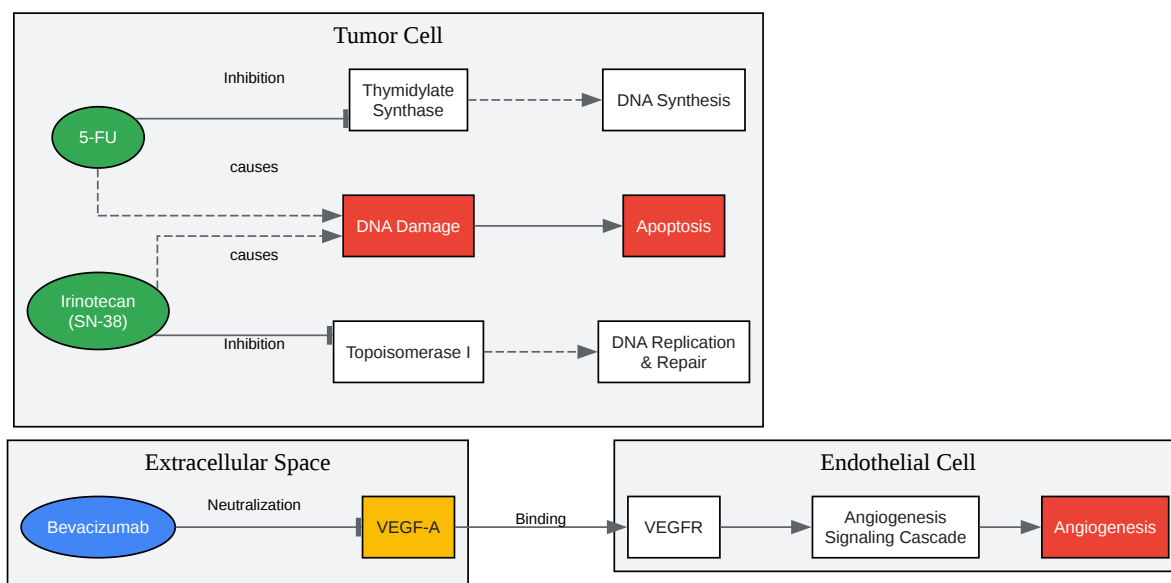 Tumor Cell
Inhibition
Thymidylate
Synthase
DNA Synthesis
5-FU
causes
DNA Damage
Apoptosis
causes
Irinotecan
(SN-38)
Inhibition
Topoisomerase I
DNA Replication
& Repair
Extracellular Space
Bevacizumab
Neutralization
VEGF-A
Binding
Endothelial Cell
VEGFR
Angiogenesis
Signaling Cascade
Angiogenesis